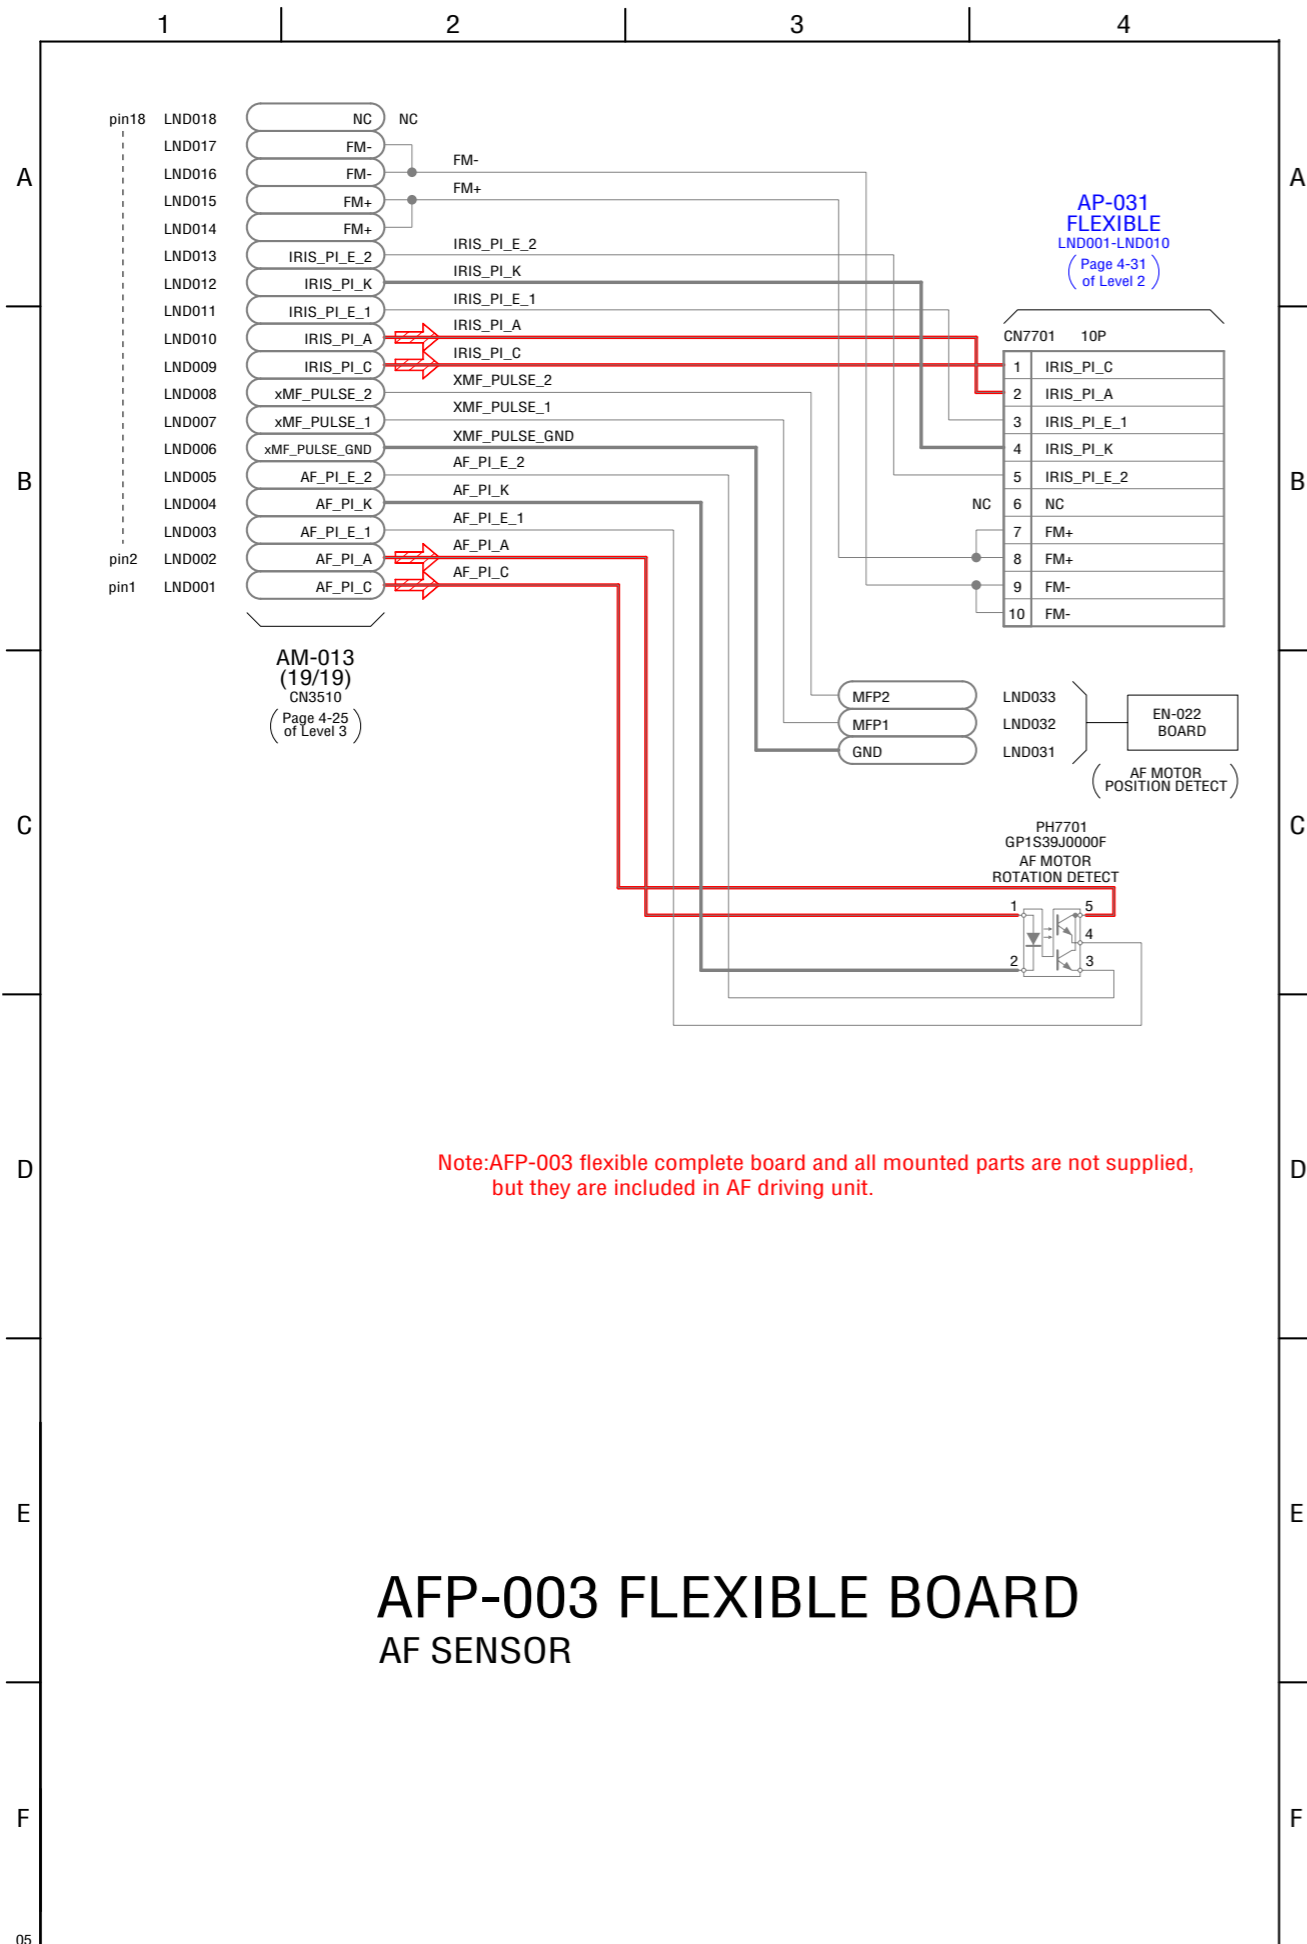 1 2 3 4
A A
B B
C C
D D
E E
F F
pin18 LND018 NC NC
LND017 FM-
LND016 FM- FM-
LND015 FM+ FM+
LND014 FM+
LND013 IRIS_PI_E_2 IRIS_PI_E_2
LND012 IRIS_PI_K IRIS_PI_K
LND011 IRIS_PI_E_1 IRIS_PI_E_1
LND010 IRIS_PI_A IRIS_PI_A
LND009 IRIS_PI_C IRIS_PI_C
LND008 xMF_PULSE_2 XMF_PULSE_2
LND007 xMF_PULSE_1 XMF_PULSE_1
LND006 xMF_PULSE_GND XMF_PULSE_GND
LND005 AF_PI_E_2 AF_PI_E_2
LND004 AF_PI_K AF_PI_K
LND003 AF_PI_E_1 AF_PI_E_1
pin2 LND002 AF_PI_A AF_PI_A
pin1 LND001 AF_PI_C AF_PI_C
AM-013
(19/19)
CN3510
(Page 4-25
of Level 3)
AP-031
FLEXIBLE
LND001-LND010
(Page 4-31
of Level 2)
CN7701 10P
1 IRIS_PI_C
2 IRIS_PI_A
3 IRIS_PI_E_1
4 IRIS_PI_K
5 IRIS_PI_E_2
NC 6 NC
7 FM+
8 FM+
9 FM-
10 FM-
MFP2 LND033
MFP1 LND032
GND LND031
EN-022
BOARD
(AF MOTOR
POSITION DETECT)
PH7701
GP1S39J0000F
AF MOTOR
ROTATION DETECT
1 5
4
2 3
Note:AFP-003 flexible complete board and all mounted parts are not supplied,
but they are included in AF driving unit.
AFP-003 FLEXIBLE BOARD
AF SENSOR
05